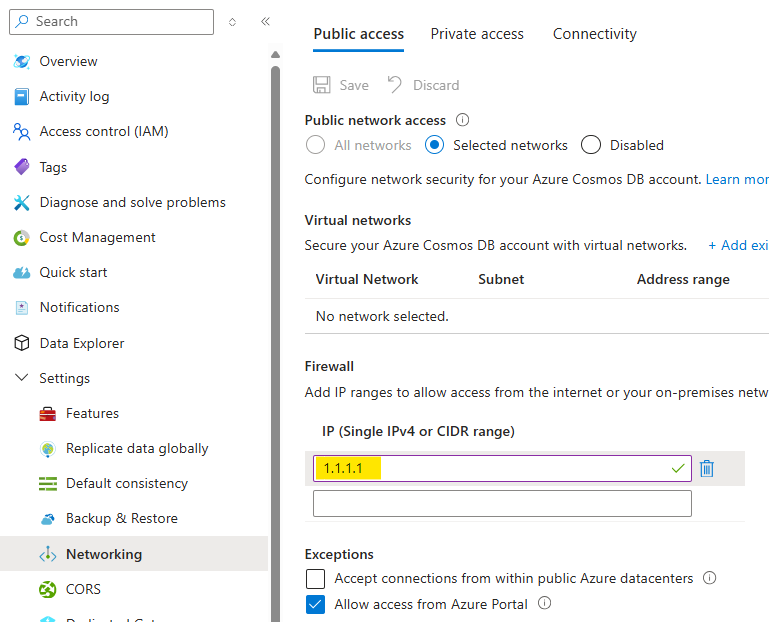 Search
Overview
Activity log
Access control (IAM)
Tags
Diagnose and solve problems
Cost Management
Quick start
Notifications
Data Explorer
Settings
Features
Replicate data globally
Default consistency
Backup & Restore
Networking
CORS
Public access Private access Connectivity
Save Discard
Public network access
All networks Selected networks Disabled
Configure network security for your Azure Cosmos DB account. Learn mor
Virtual networks
Secure your Azure Cosmos DB account with virtual networks. + Add exi
Virtual Network Subnet Address range
No network selected.
Firewall
Add IP ranges to allow access from the internet or your on-premises netw
IP (Single IPv4 or CIDR range)
1.1.1.1
Exceptions
Accept connections from within public Azure datacenters
Allow access from Azure Portal